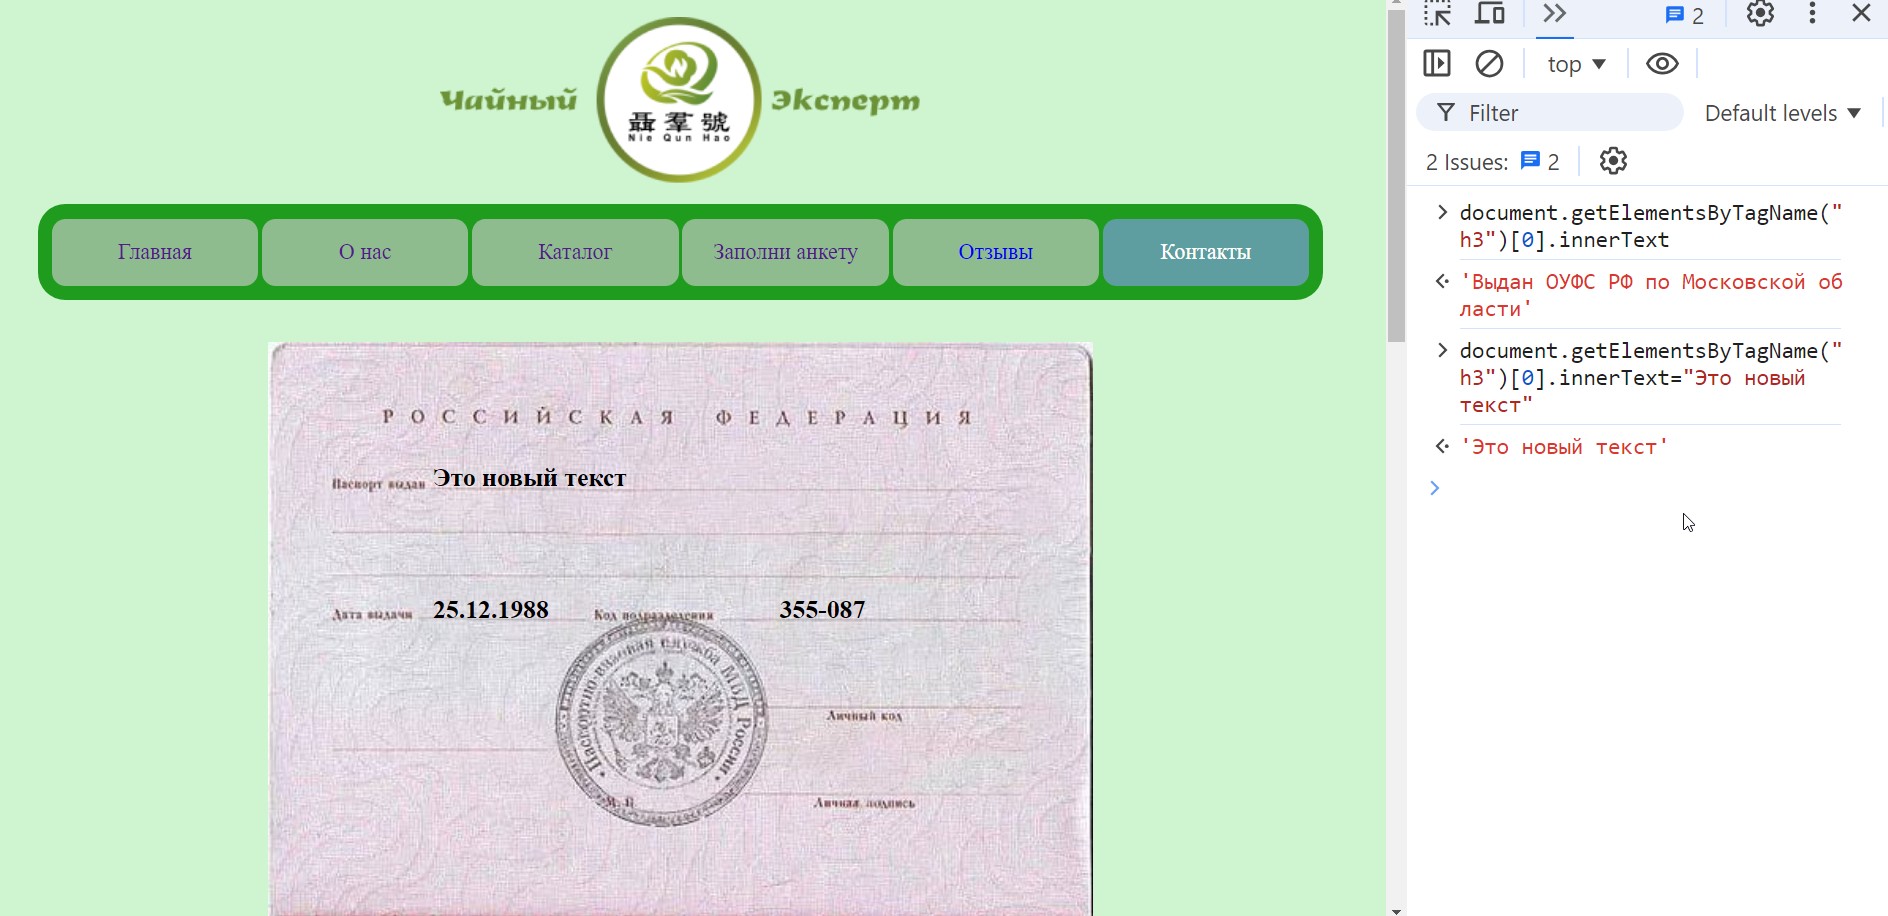 Чайный
聶羣號
Nie Qun Hao
Эксперт
Главная
О нас
Каталог
Заполни анкету
Отзывы
Контакты
РОССИЙСКАЯ ФЕДЕРАЦИЯ
Паспорт выдан Это новый текст
Дата выдачи 25.12.1988 Код подразделения 355-087
Паспортно-визовая служба МВД России
Личный код
М. П.
Личная подпись
2
top
Filter
Default levels
2 Issues: 2
document.getElementsByTagName("
h3")[0].innerText
'Выдан ОУФС РФ по Московской об
ласти'
document.getElementsByTagName("
h3")[0].innerText="Это новый
текст"
'Это новый текст'